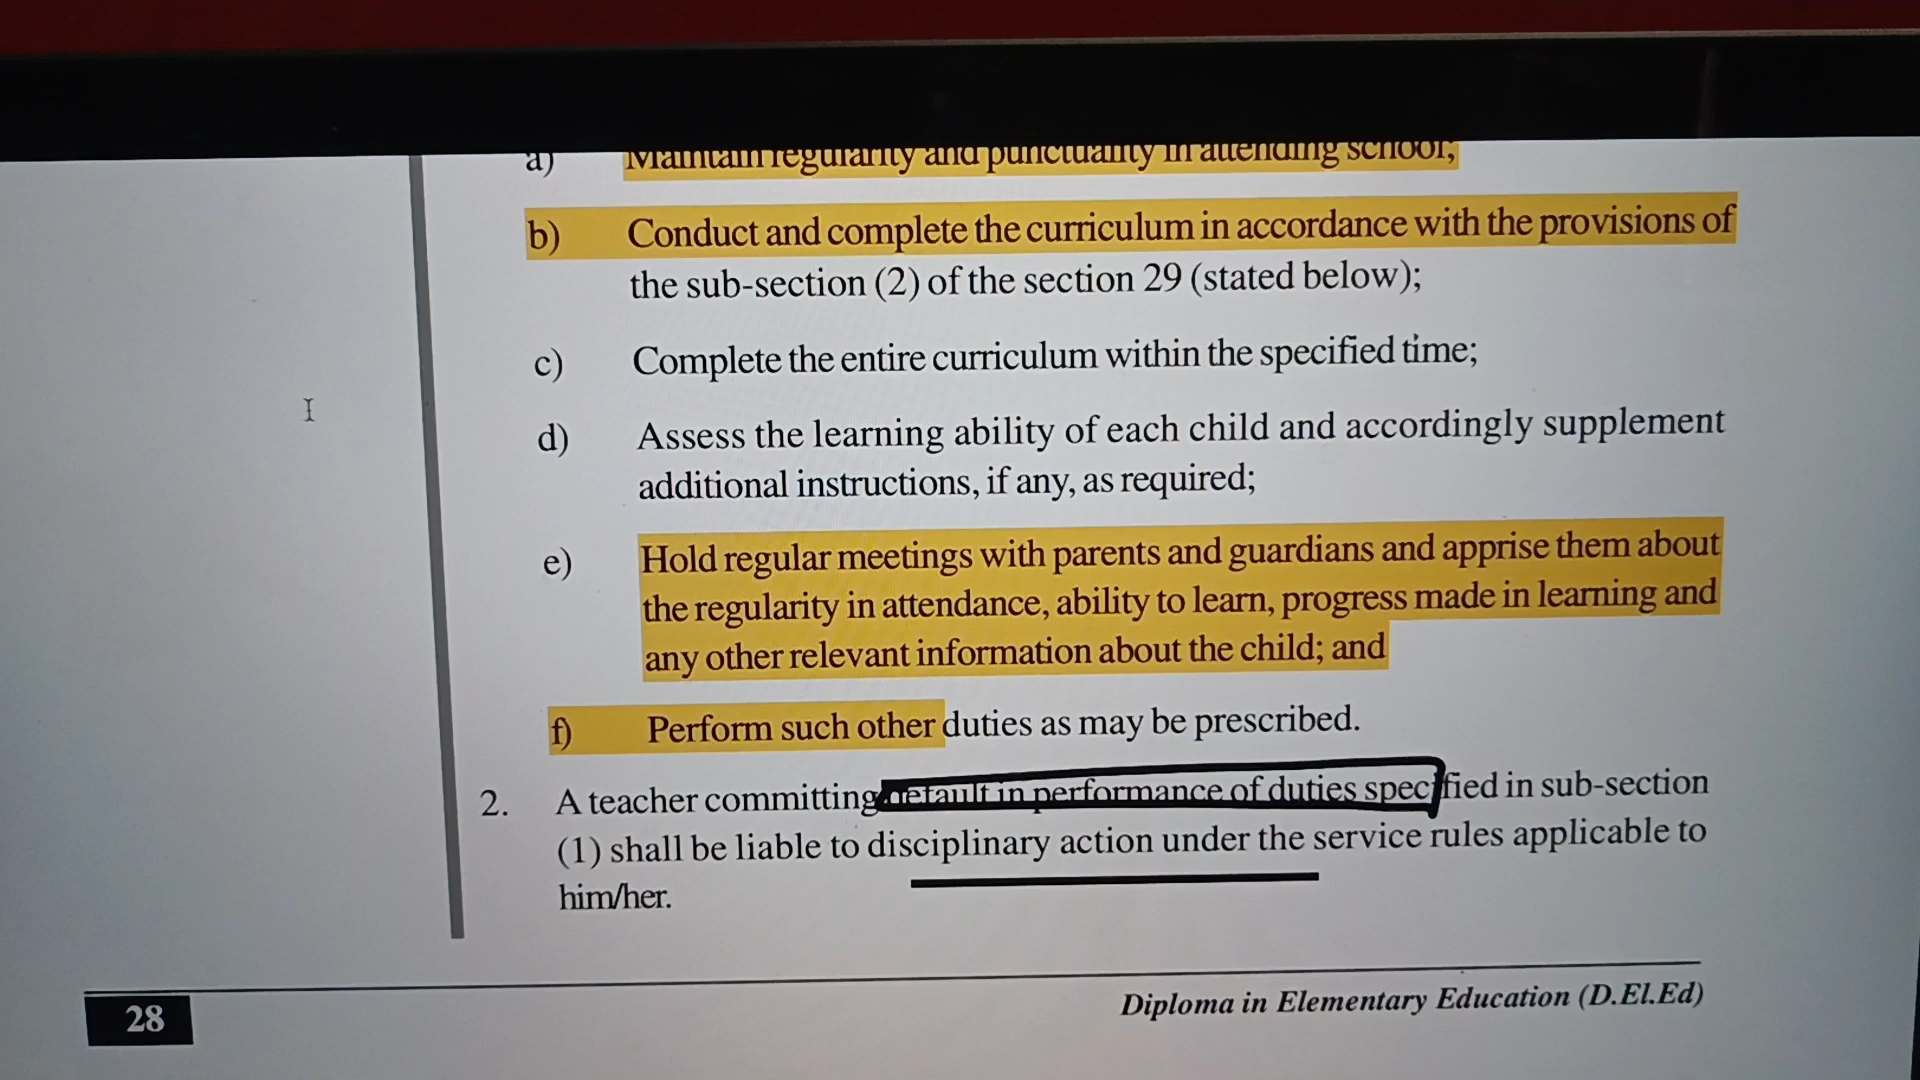 a) Maintain regularity and punctuality in attending school;
b) Conduct and complete the curriculum in accordance with the provisions of
the sub-section (2) of the section 29 (stated below);
c) Complete the entire curriculum within the specified time;
d) Assess the learning ability of each child and accordingly supplement
additional instructions, if any, as required;
e) Hold regular meetings with parents and guardians and apprise them about
the regularity in attendance, ability to learn, progress made in learning and
any other relevant information about the child; and
f) Perform such other duties as may be prescribed.
2. A teacher committing default in performance of duties specified in sub-section
(1) shall be liable to disciplinary action under the service rules applicable to
him/her.
28
Diploma in Elementary Education (D.El.Ed)